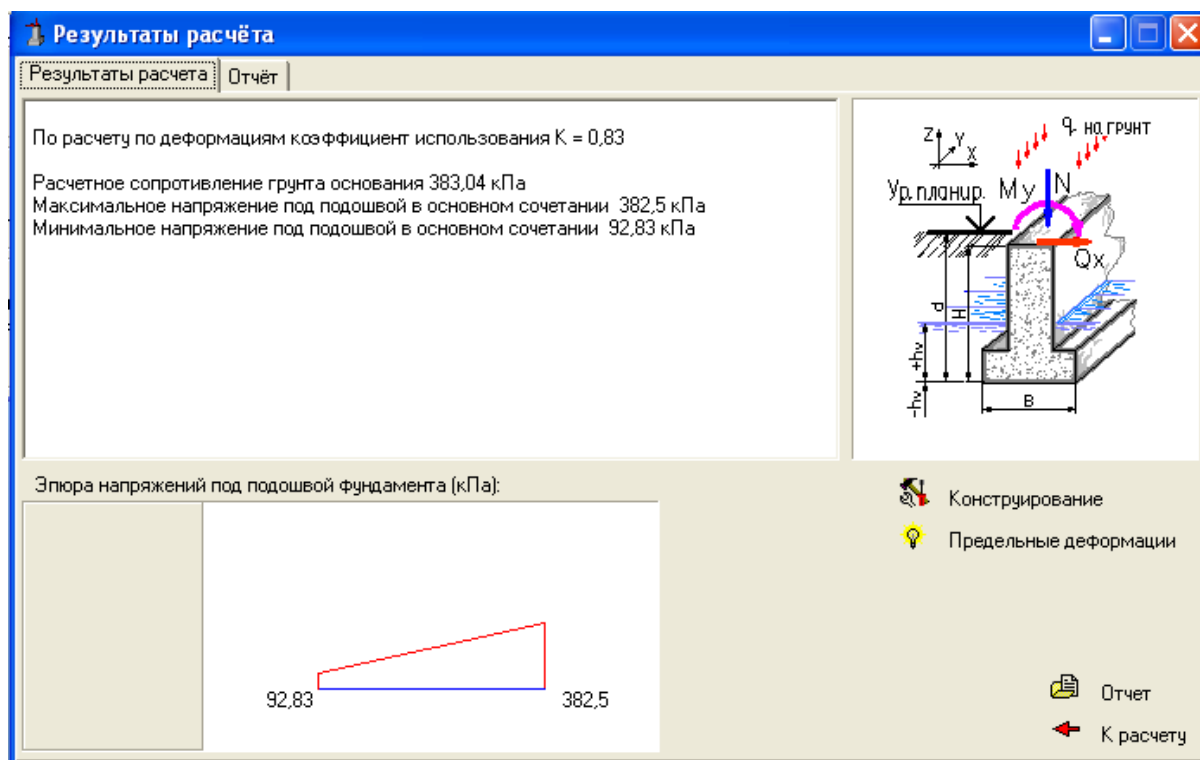 Результаты расчёта
Результаты расчета
Отчёт
По расчету по деформациям коэффициент использования K = 0,83
Расчетное сопротивление грунта основания 383,04 кПа
Максимальное напряжение под подошвой в основном сочетании 382,5 кПа
Минимальное напряжение под подошвой в основном сочетании 92,83 кПа
Z Y X
q на грунт
Ур. планир. My N
Qx
d
H
+hv
-hv
B
Эпюра напряжений под подошвой фундамента (кПа):
92,83
382,5
Конструирование
Предельные деформации
Отчет
К расчету